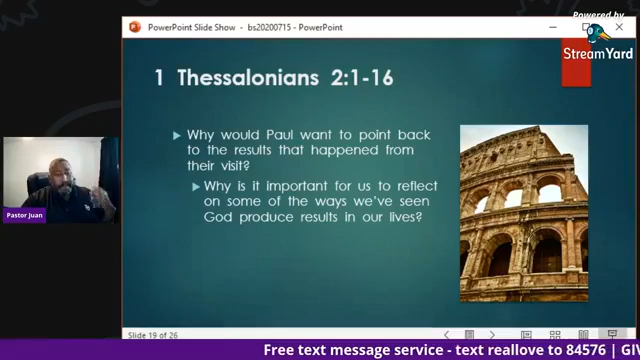 Powered by
StreamYard
PowerPoint Slide Show - bs20200715 - PowerPoint
1 Thessalonians 2:1-16
Why would Paul want to point back
to the results that happened from
their visit?
Why is it important for us to reflect
on some of the ways we've seen
God produce results in our lives?
Pastor Juan
Slide 19 of 26
Free text message service - text reallove to 84576 | GIV